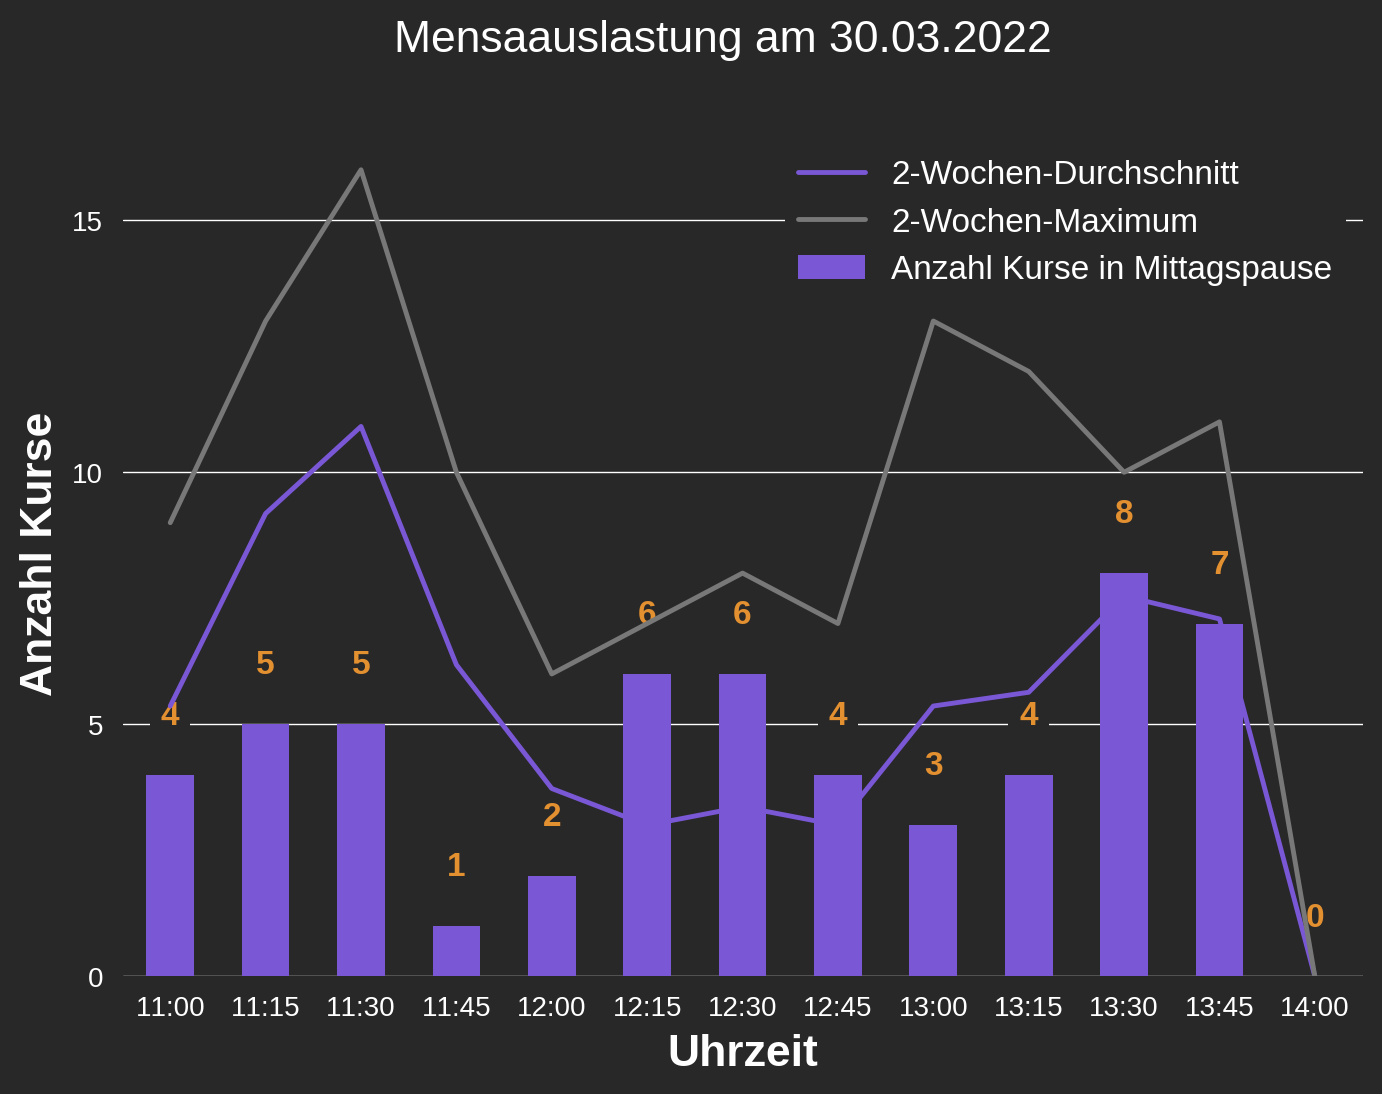 Mensaauslastung am 30.03.2022
2-Wochen-Durchschnitt
2-Wochen-Maximum
Anzahl Kurse in Mittagspause
Anzahl Kurse
15
10
5
0
4
5
5
1
2
6
6
4
3
4
8
7
0
11:00 11:15 11:30 11:45 12:00 12:15 12:30 12:45 13:00 13:15 13:30 13:45 14:00
Uhrzeit